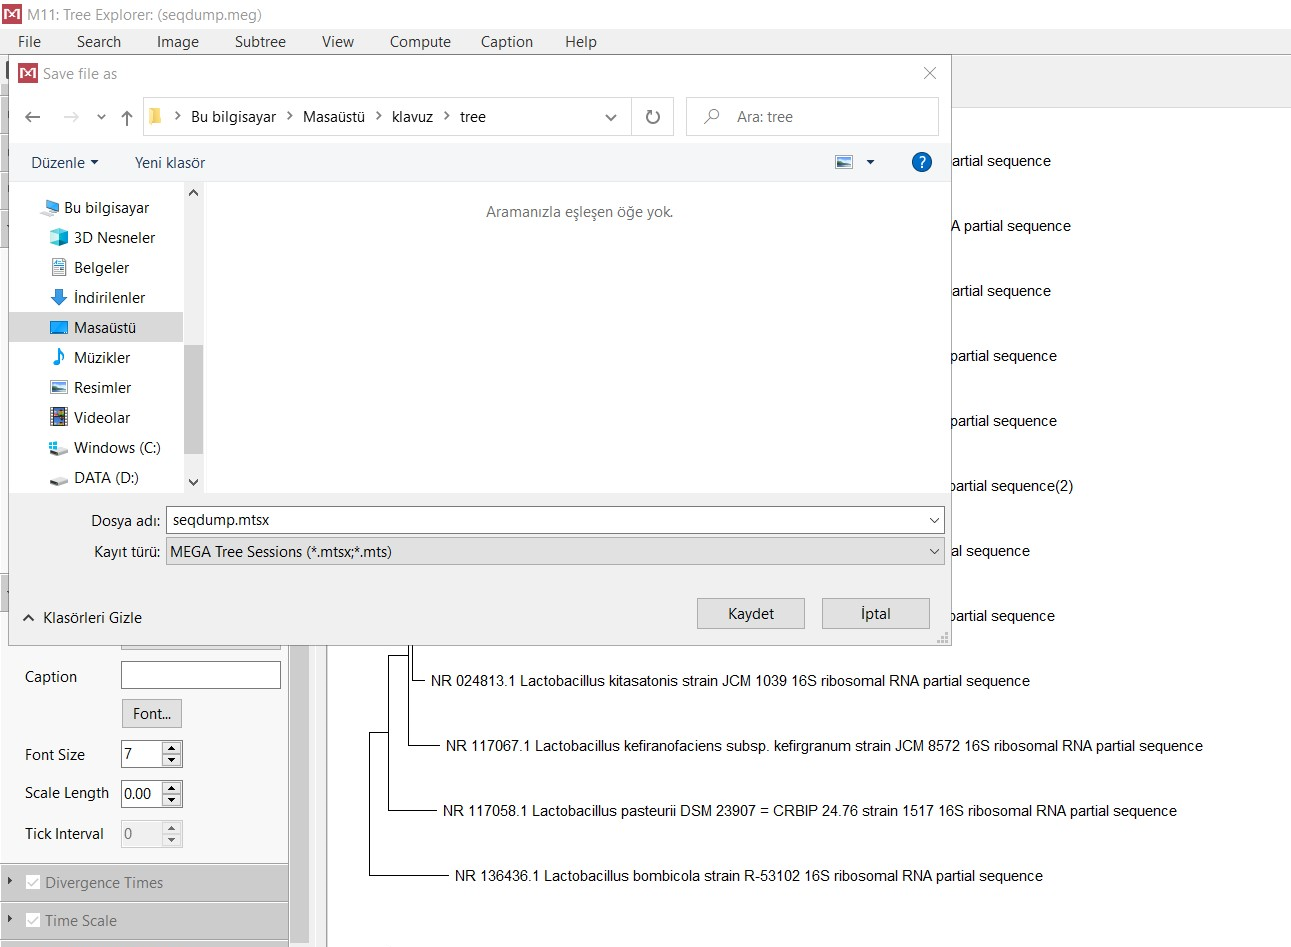 M11: Tree Explorer: (seqdump.meg)
File Search Image Subtree View Compute Caption Help
Save file as
Bu bilgisayar > Masaüstü > klavuz > tree
Ara: tree
Düzenle Yeni klasör
?
Bu bilgisayar
3D Nesneler
Belgeler
İndirilenler
Masaüstü
Müzikler
Resimler
Videolar
Windows (C:)
DATA (D:)
Aramanızla eşleşen öğe yok.
Dosya adı: seqdump.mtsx
Kayıt türü: MEGA Tree Sessions (*.mtsx;*.mts)
Klasörleri Gizle
Kaydet İptal
partial sequence
A partial sequence
partial sequence
partial sequence
partial sequence
partial sequence(2)
al sequence
partial sequence
NR 024813.1 Lactobacillus kitasatonis strain JCM 1039 16S ribosomal RNA partial sequence
NR 117067.1 Lactobacillus kefiranofaciens subsp. kefirgranum strain JCM 8572 16S ribosomal RNA partial sequence
NR 117058.1 Lactobacillus pasteurii DSM 23907 = CRBIP 24.76 strain 1517 16S ribosomal RNA partial sequence
NR 136436.1 Lactobacillus bombicola strain R-53102 16S ribosomal RNA partial sequence
Caption
Font...
Font Size 7
Scale Length 0.00
Tick Interval 0
Divergence Times
Time Scale